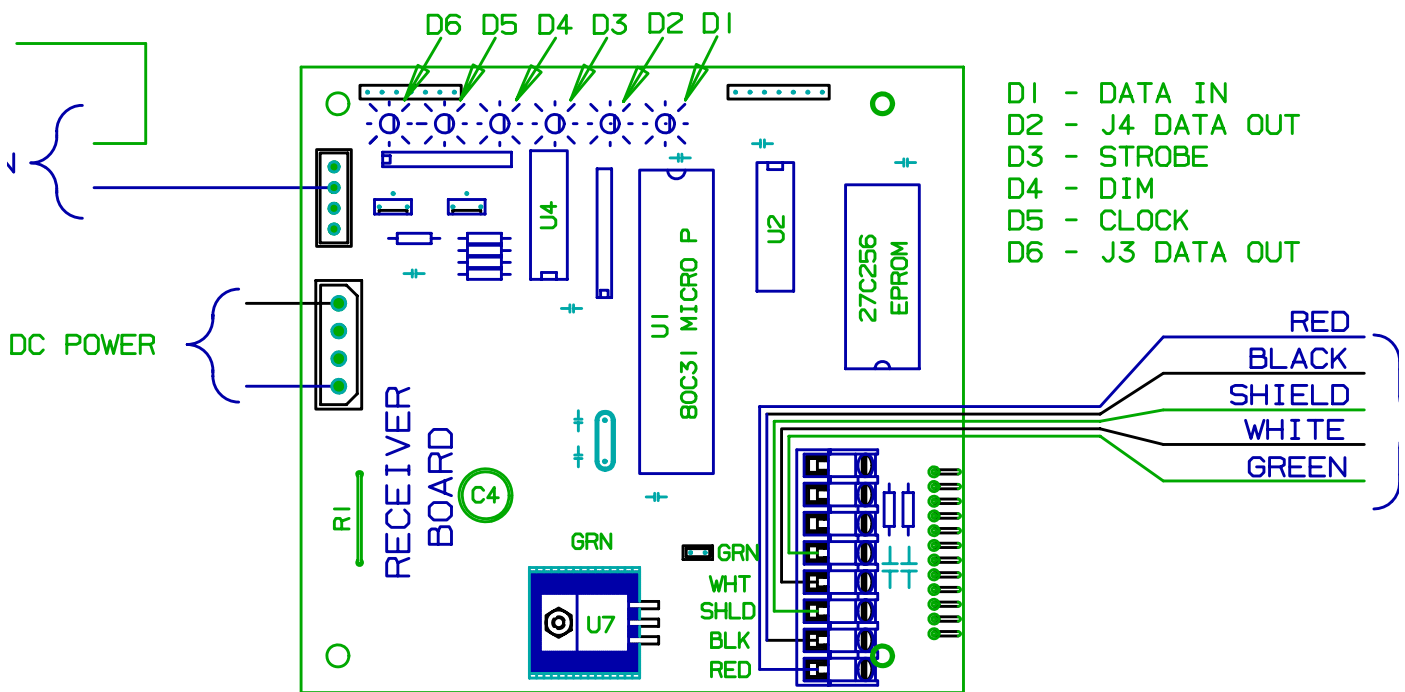 D6 D5 D4 D3 D2 D1
D1 - DATA IN
D2 - J4 DATA OUT
D3 - STROBE
D4 - DIM
D5 - CLOCK
D6 - J3 DATA OUT
U4
U2
U1
80C31 MICRO P
27C256
EPROM
DC POWER
RED
BLACK
SHIELD
WHITE
GREEN
RECEIVER
BOARD
C4
R1
GRN
GRN
WHT
SHLD
BLK
RED
U7